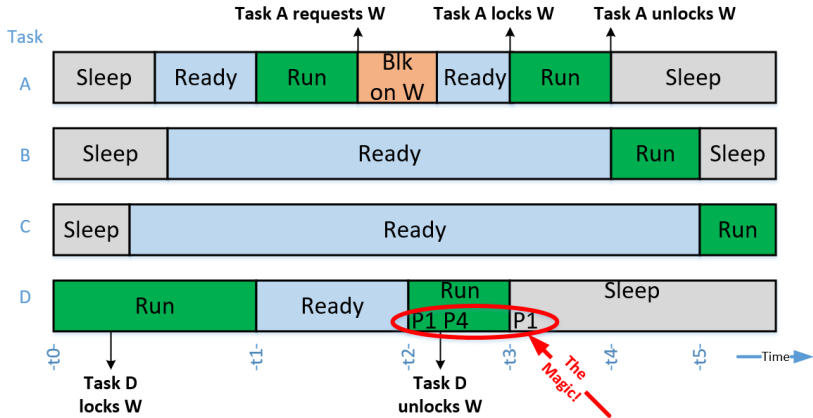 Task A requests W
Task A locks W
Task A unlocks W
Task
A
Sleep
Ready
Run
Blk
on W
Ready
Run
Sleep
B
Sleep
Ready
Run
Sleep
C
Sleep
Ready
Run
D
Run
Ready
Run
Sleep
P1 P4
P1
-t0-
-t1-
-t2-
-t3-
-t4-
-t5-
Time
Task D
locks W
Task D
unlocks W
The
Magic!